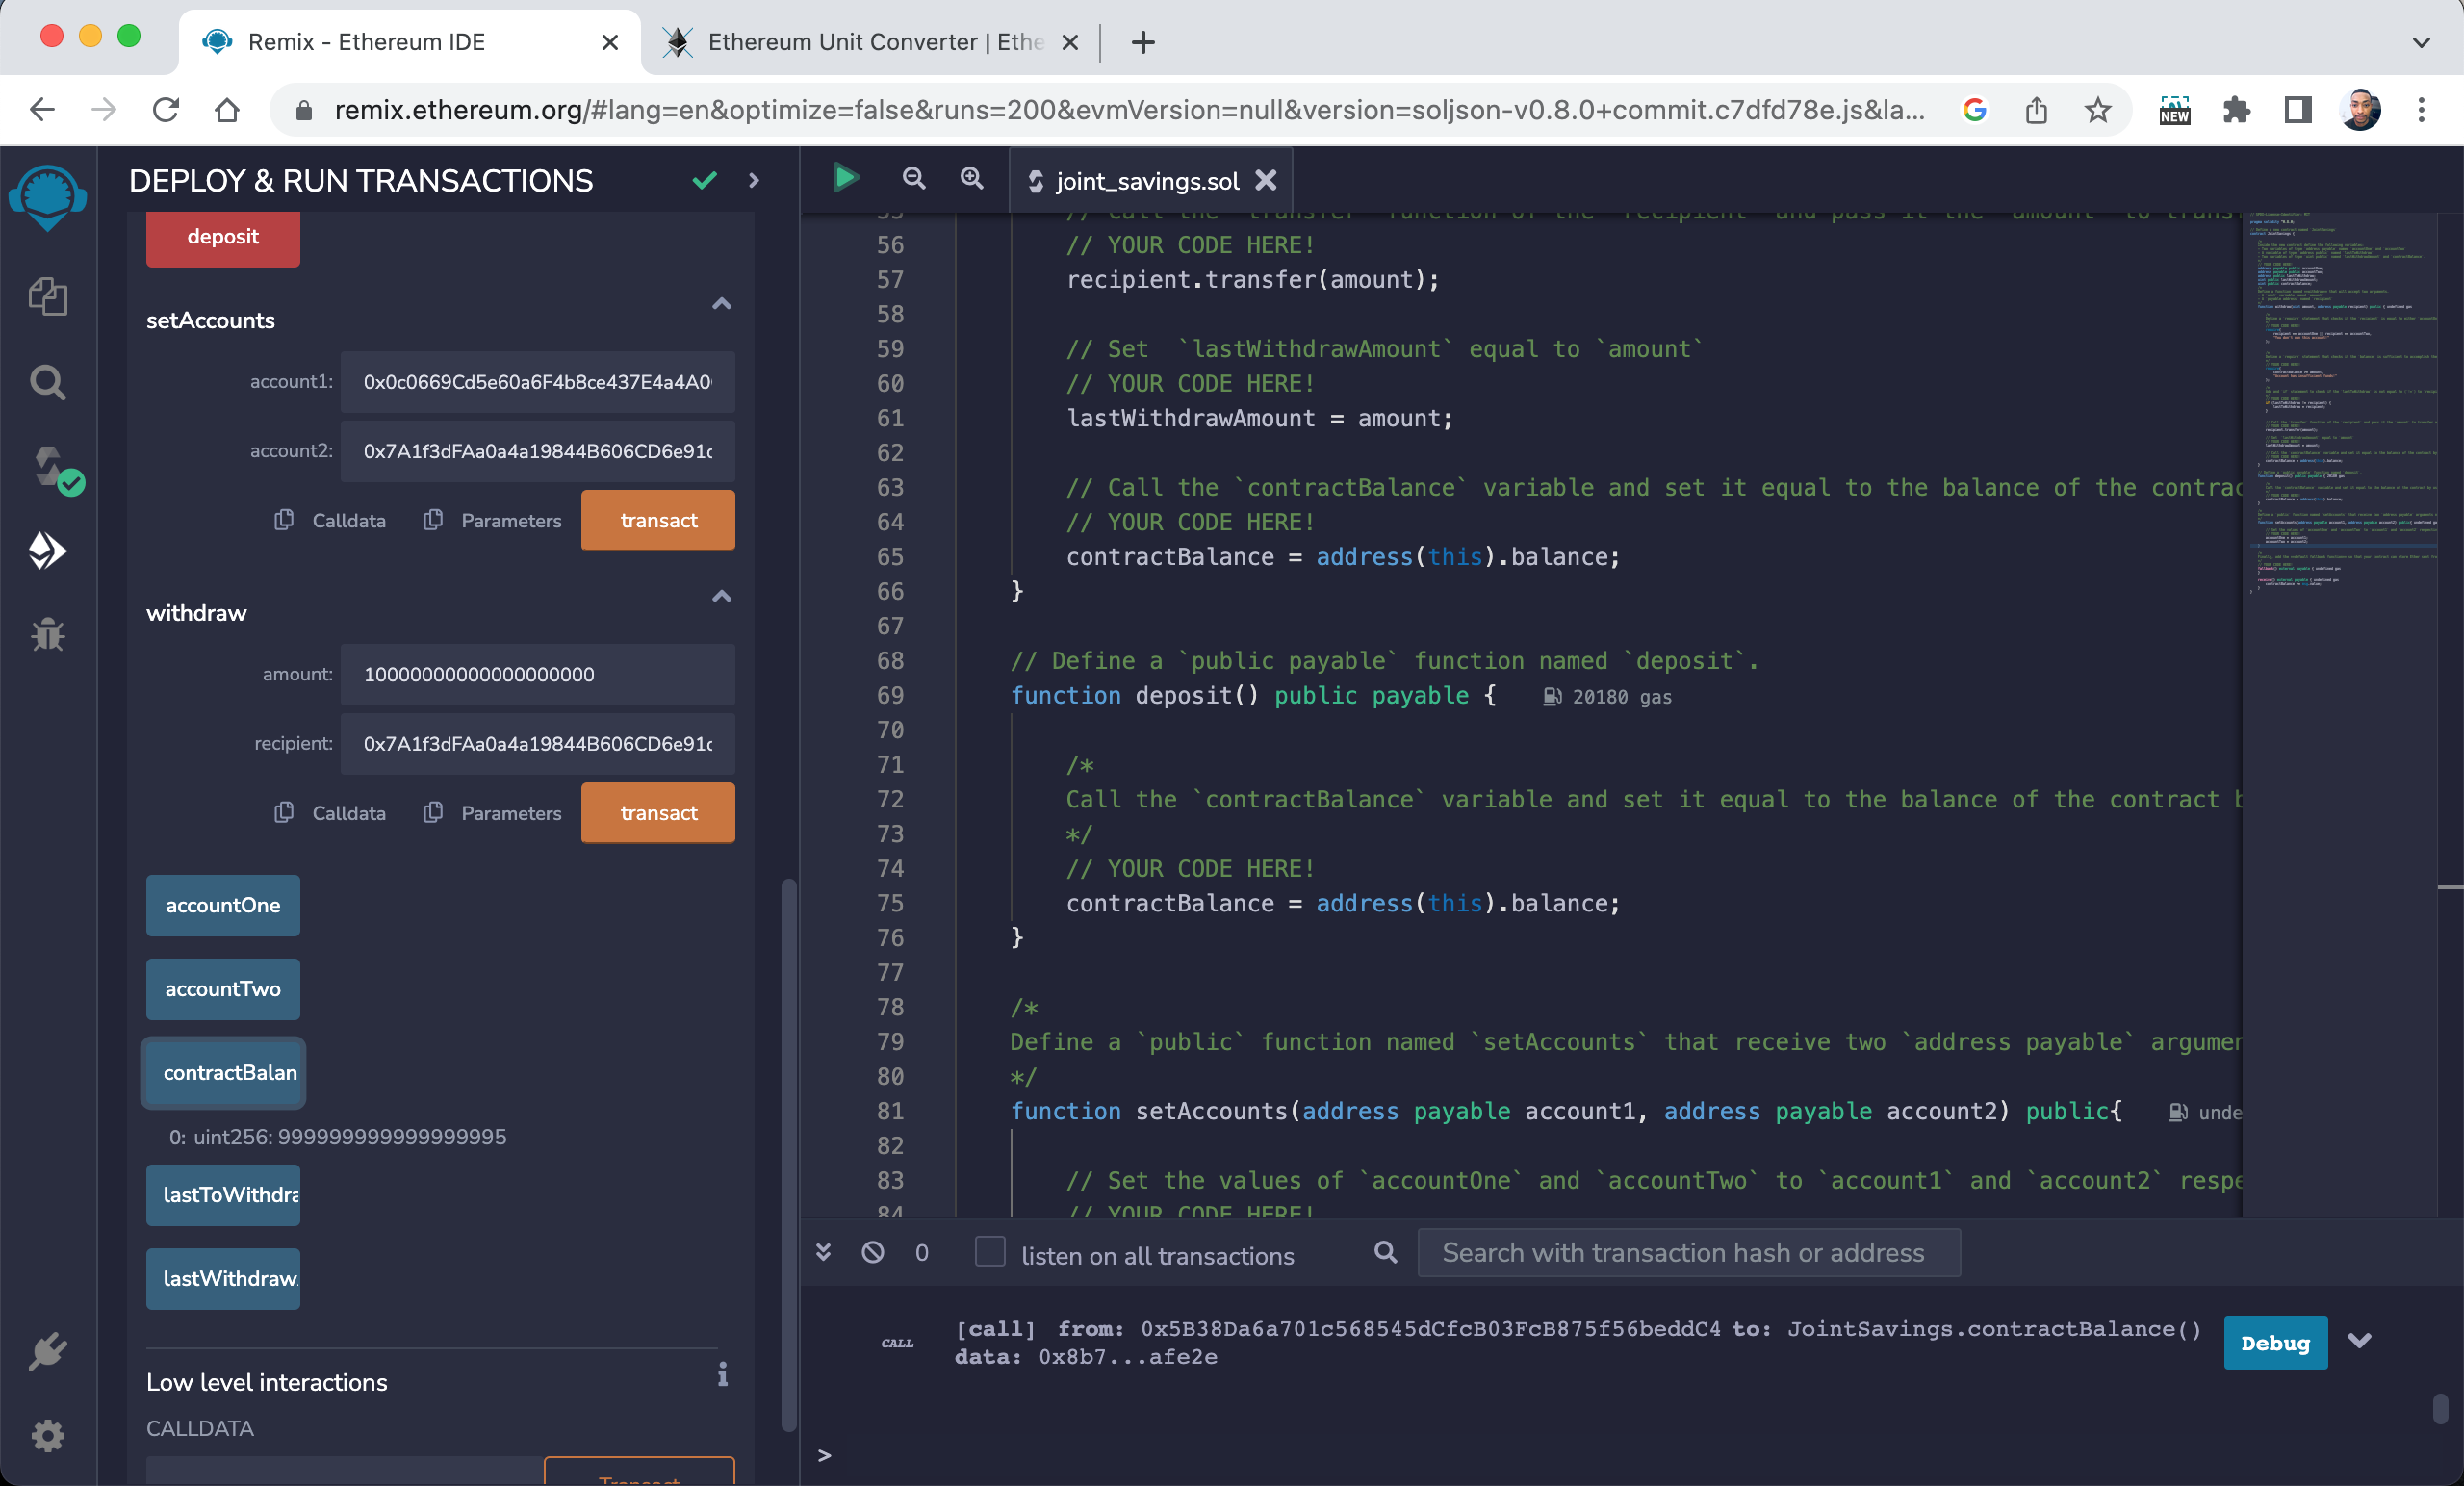 Remix - Ethereum IDE
Ethereum Unit Converter | Ethe
remix.ethereum.org/#lang=en&optimize=false&runs=200&evmVersion=null&version=soljson-v0.8.0+commit.c7dfd78e.js&la...
NEW
DEPLOY & RUN TRANSACTIONS
deposit
setAccounts
account1: 0x0c0669Cd5e60a6F4b8ce437E4a4A0
account2: 0x7A1f3dFAa0a4a19844B606CD6e91c
Calldata Parameters transact
withdraw
amount: 10000000000000000000
recipient: 0x7A1f3dFAa0a4a19844B606CD6e91c
Calldata Parameters transact
accountOne
accountTwo
contractBalan
0: uint256: 999999999999999995
lastToWithdra
lastWithdraw
Low level interactions
CALLDATA
Transact
joint_savings.sol
55 // Call the `transfer` function of the `recipient` and pass it the `amount` to trans
56 // YOUR CODE HERE!
57 recipient.transfer(amount);
58
59 // Set  `lastWithdrawAmount` equal to `amount`
60 // YOUR CODE HERE!
61 lastWithdrawAmount = amount;
62
63 // Call the `contractBalance` variable and set it equal to the balance of the contrac
64 // YOUR CODE HERE!
65 contractBalance = address(this).balance;
66 }
67
68 // Define a `public payable` function named `deposit`.
69 function deposit() public payable { 20180 gas
70
71 /*
72 Call the `contractBalance` variable and set it equal to the balance of the contract b
73 */
74 // YOUR CODE HERE!
75 contractBalance = address(this).balance;
76 }
77
78 /*
79 Define a `public` function named `setAccounts` that receive two `address payable` argumen
80 */
81 function setAccounts(address payable account1, address payable account2) public{ unde
82
83 // Set the values of `accountOne` and `accountTwo` to `account1` and `account2` respe
84 // YOUR CODE HERE!
0 listen on all transactions Search with transaction hash or address
CALL [call] from: 0x5B38Da6a701c568545dCfcB03FcB875f56beddC4 to: JointSavings.contractBalance()
data: 0x8b7...afe2e
Debug
>